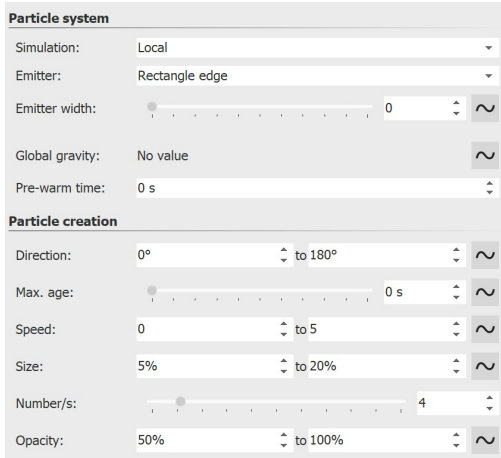 Particle system
Simulation: Local
Emitter: Rectangle edge
Emitter width: 0
Global gravity: No value
Pre-warm time: 0 s
Particle creation
Direction: 0° to 180°
Max. age: 0 s
Speed: 0 to 5
Size: 5% to 20%
Number/s: 4
Opacity: 50% to 100%